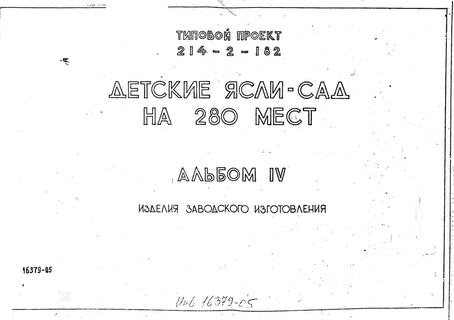 ТИПОВОЙ ПРОЕКТ
214-2-182
ДЕТСКИЕ ЯСЛИ-САД
НА 280 МЕСТ
АЛЬБОМ IV
ИЗДЕЛИЯ ЗАВОДСКОГО ИЗГОТОВЛЕНИЯ
16379-05
Инв 16379-05